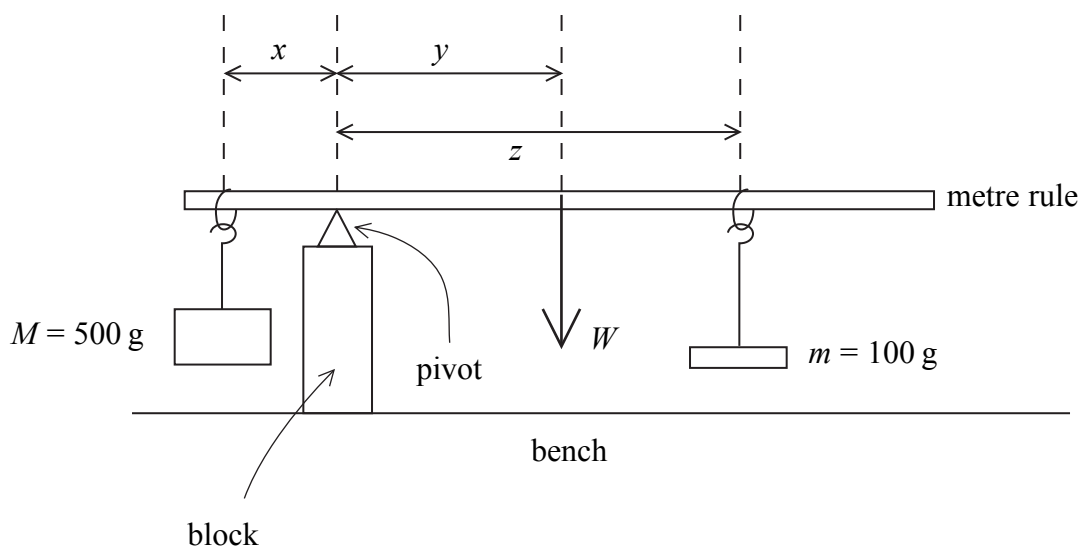 x
y
z
metre rule
M = 500 g
W
m = 100 g
pivot
bench
block